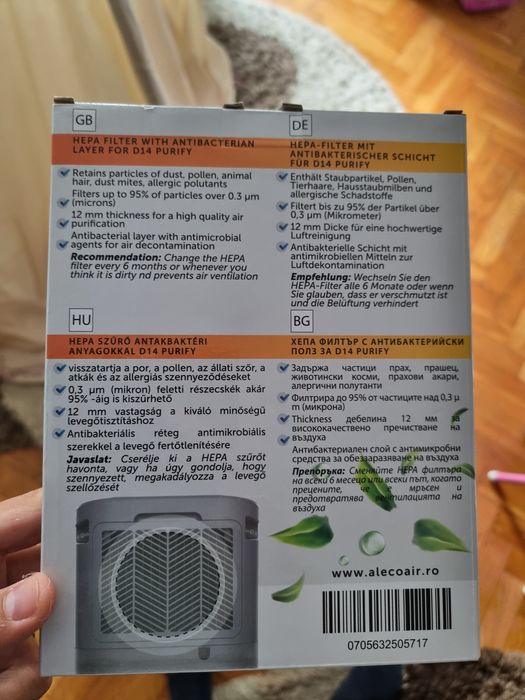 GB
HEPA FILTER WITH ANTIBACTERIAN
LAYER FOR D14 PURIFY
Retains particles of dust, pollen, animal
hair, dust mites, allergic polutants
Filters up to 95% of particles over 0.3 µm
(microns)
12 mm thickness for a high quality air
purification
Antibacterial layer with antimicrobial
agents for air decontamination
Recommendation: Change the HEPA
filter every 6 months or whenever you
think it is dirty nd prevents air ventilation
DE
HEPA-FILTER MIT
ANTIBAKTERISCHER SCHICHT
FÜR D14 PURIFY
Enthält Staubpartikel, Pollen,
Tierhaare, Hausstaubmilben und
allergische Schadstoffe
Filtert bis zu 95% der Partikel über
0,3 µm (Mikrometer)
12 mm Dicke für eine hochwertige
Luftreinigung
Antibakterielle Schicht mit
antimikrobiellen Mitteln zur
Luftdekontamination
Empfehlung: Wechseln Sie den
HEPA-Filter alle 6 Monate oder wenn
Sie glauben, dass er verschmutzt ist
und die Belüftung verhindert
HU
HEPA SZŰRŐ ANTAKBAKTÉRI
ANYAGOKKAL D14 PURIFY
visszatartja a por, a pollen, az állati szőr, a
atkák és az allergiás szennyeződéseket
0,3 µm (mikron) feletti részecskék akár
95% -áig is kiszűrhető
12 mm vastagság a kiváló minőségű
levegőtisztításhoz
Antibakteriális réteg antimikrobiális
szerekkel a levegő fertőtlenítésére
Javaslat: Cserélje ki a HEPA szűrőt
havonta, vagy ha úgy gondolja, hogy
szennyezett, megakadályozza a levegő
szellőzését
BG
ХЕПА ФИЛТЪР С АНТИБАКТЕРИЙСКИ
ПОЛЗ ЗА D14 PURIFY
Задържа частици прах, прашец,
животински косми, прахови акари,
алергични полутанти
Филтрира до 95% от частиците над 0,3 µ
m (микрона)
Thickness дебелина 12 мм за
висококачествено пречистване на
въздуха
Антибактериален слой с антимикробни
средства за обеззаразяване на въздуха
Препоръка: Сменяйте HEPA филтъра
на всеки 6 месеца или всеки път, когато
прецените, че е мръсен и
предотвратява вентилацията на
въздуха
www.alecoair.ro
0705632505717